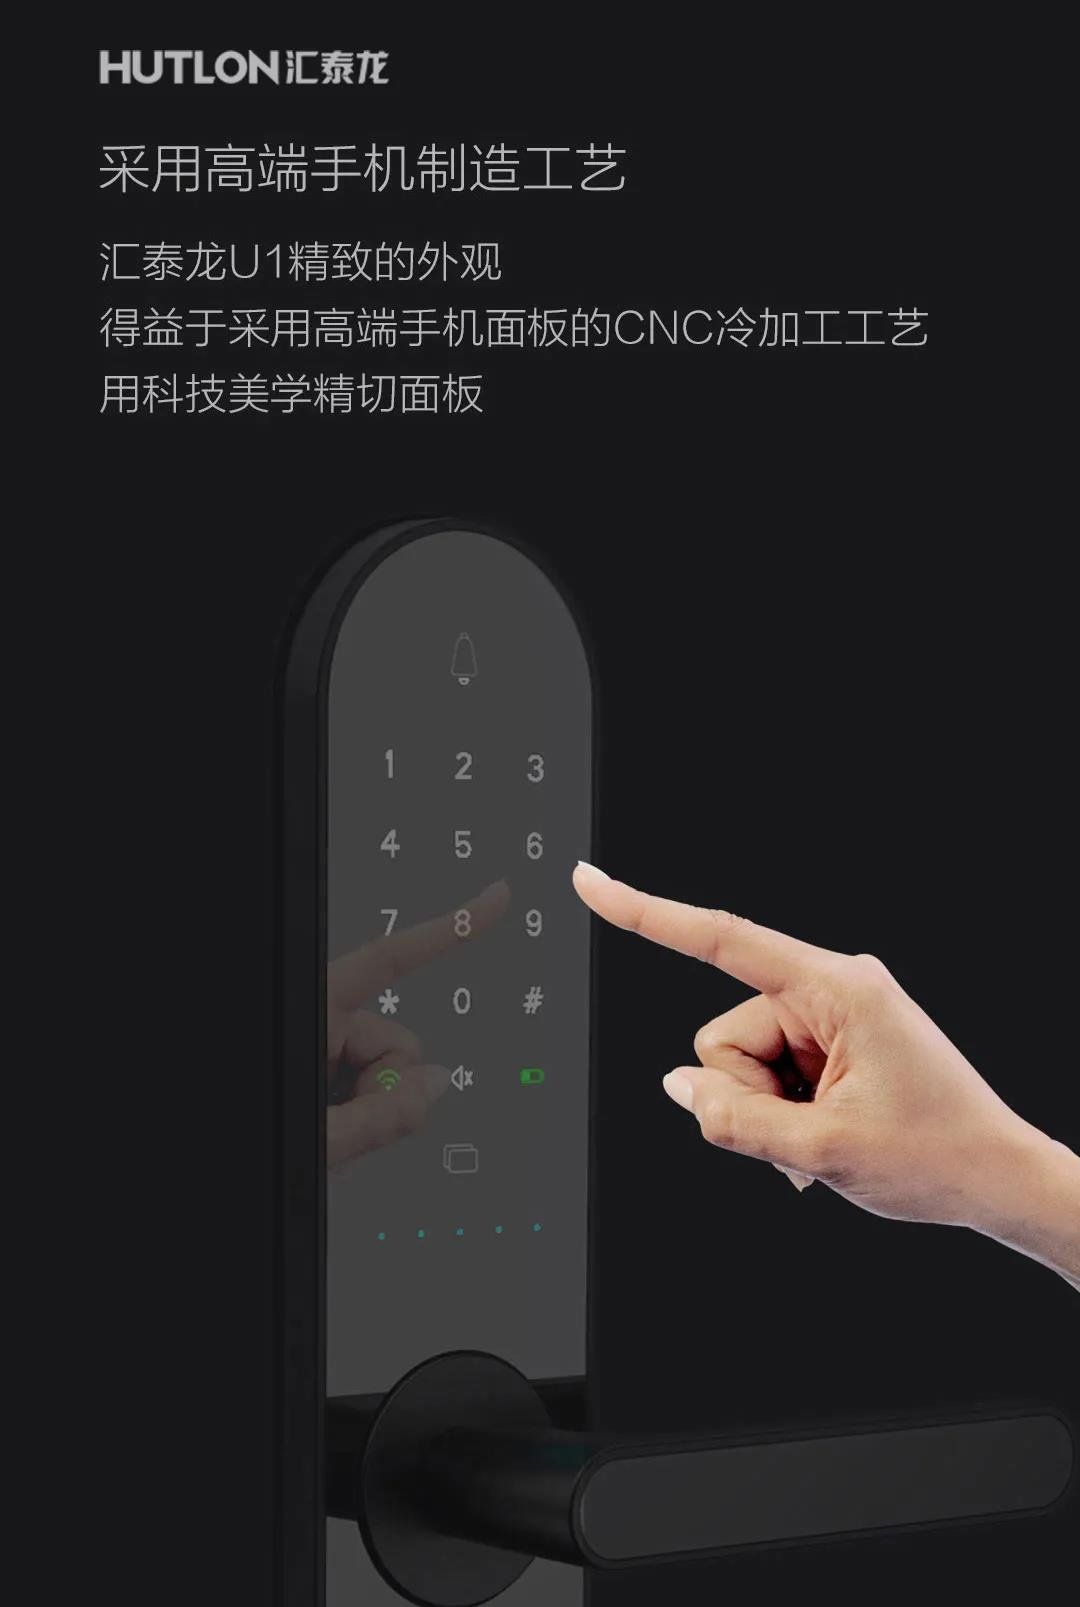 HUTLON汇泰龙
采用高端手机制造工艺
汇泰龙U1精致的外观
得益于采用高端手机面板的CNC冷加工工艺
用科技美学精切面板
1 2 3
4 5 6
7 8 9
* 0 #